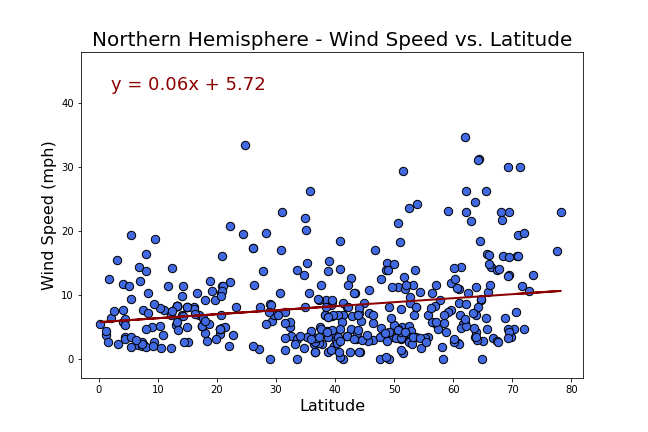 Northern Hemisphere - Wind Speed vs. Latitude
y = 0.06x + 5.72
Wind Speed (mph)
40
30
20
10
0
0 10 20 30 40 50 60 70 80
Latitude